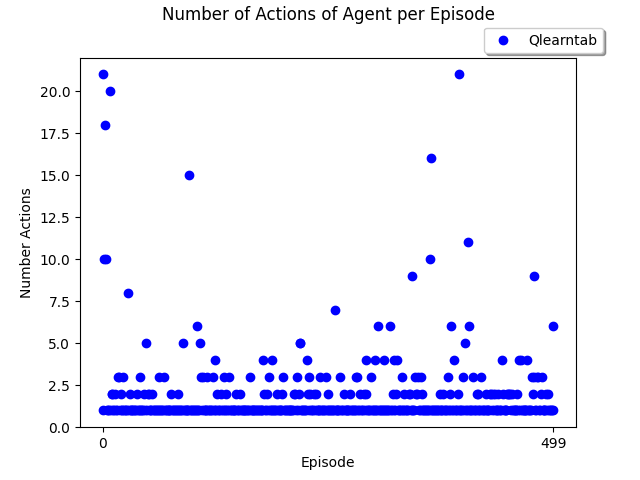 Number of Actions of Agent per Episode
Qlearntab
20.0
17.5
15.0
12.5
10.0
7.5
5.0
2.5
0.0
Number Actions
0
499
Episode